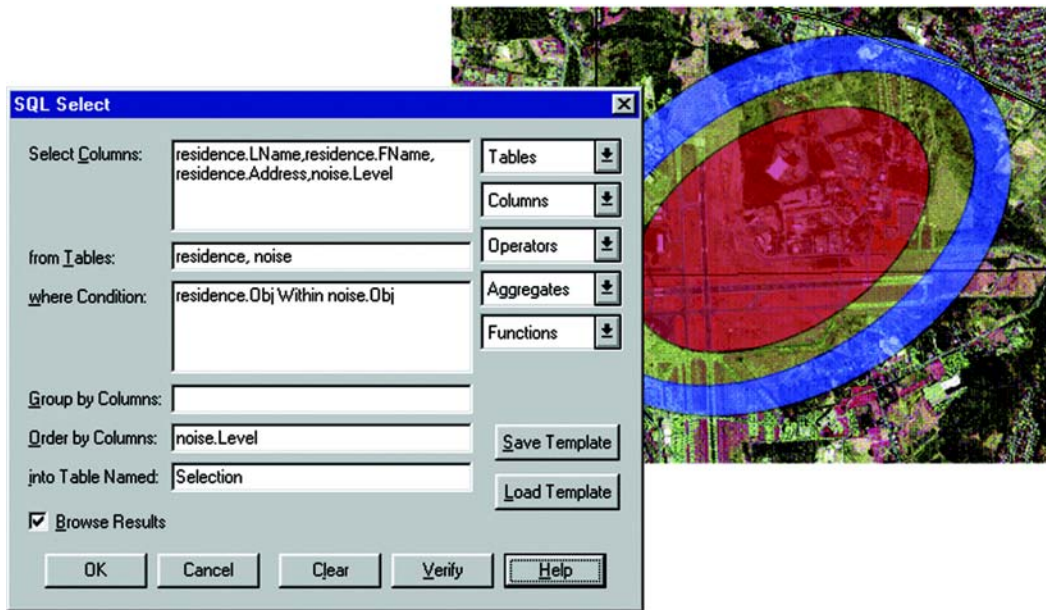 SQL Select
Select Columns:
residence.LName,residence.FName,
residence.Address,noise.Level
Tables
Columns
from Tables:
residence, noise
Operators
where Condition:
residence.Obj Within noise.Obj
Aggregates
Functions
Group by Columns:
Order by Columns:
noise.Level
Save Template
into Table Named:
Selection
Load Template
Browse Results
OK
Cancel
Clear
Verify
Help